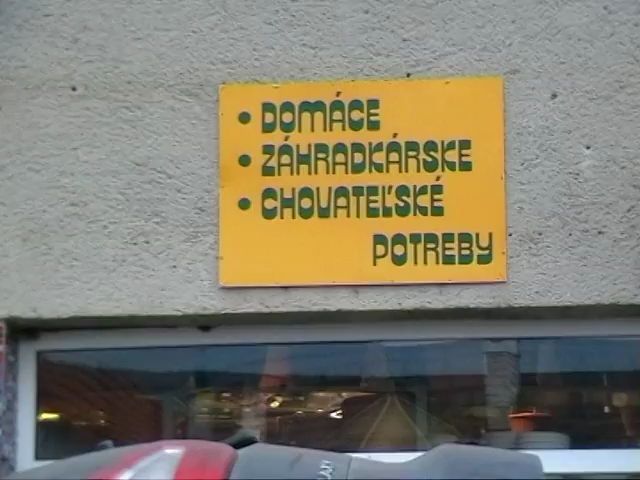 • DOMÁCE
• ZÁHRADKÁRSKE
• CHOVATEĽSKÉ
POTREBY